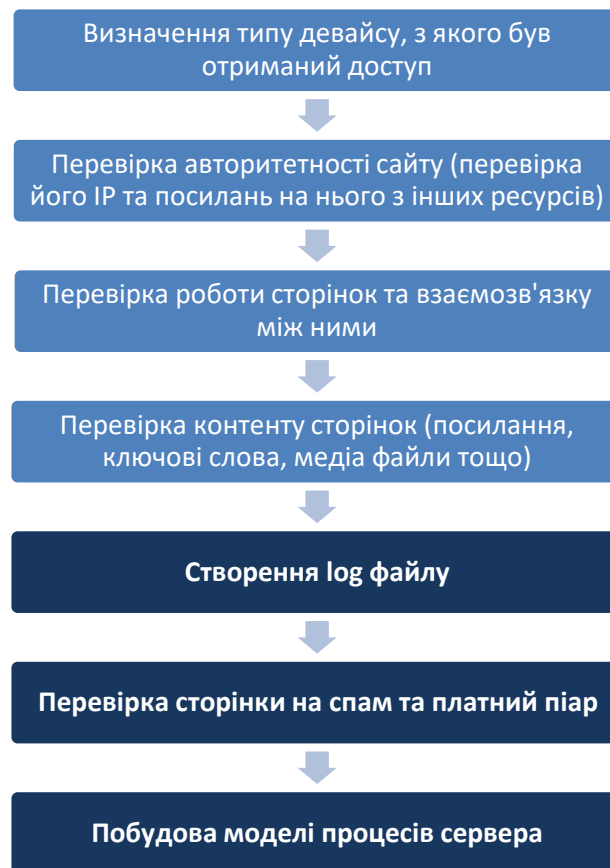 Визначення типу девайсу, з якого був
отриманий доступ
Перевірка авторитетності сайту (перевірка
його IP та посилань на нього з інших ресурсів)
Перевірка роботи сторінок та взаємозв'язку
між ними
Перевірка контенту сторінок (посилання,
ключові слова, медіа файли тощо)
Створення log файлу
Перевірка сторінки на спам та платний піар
Побудова моделі процесів сервера